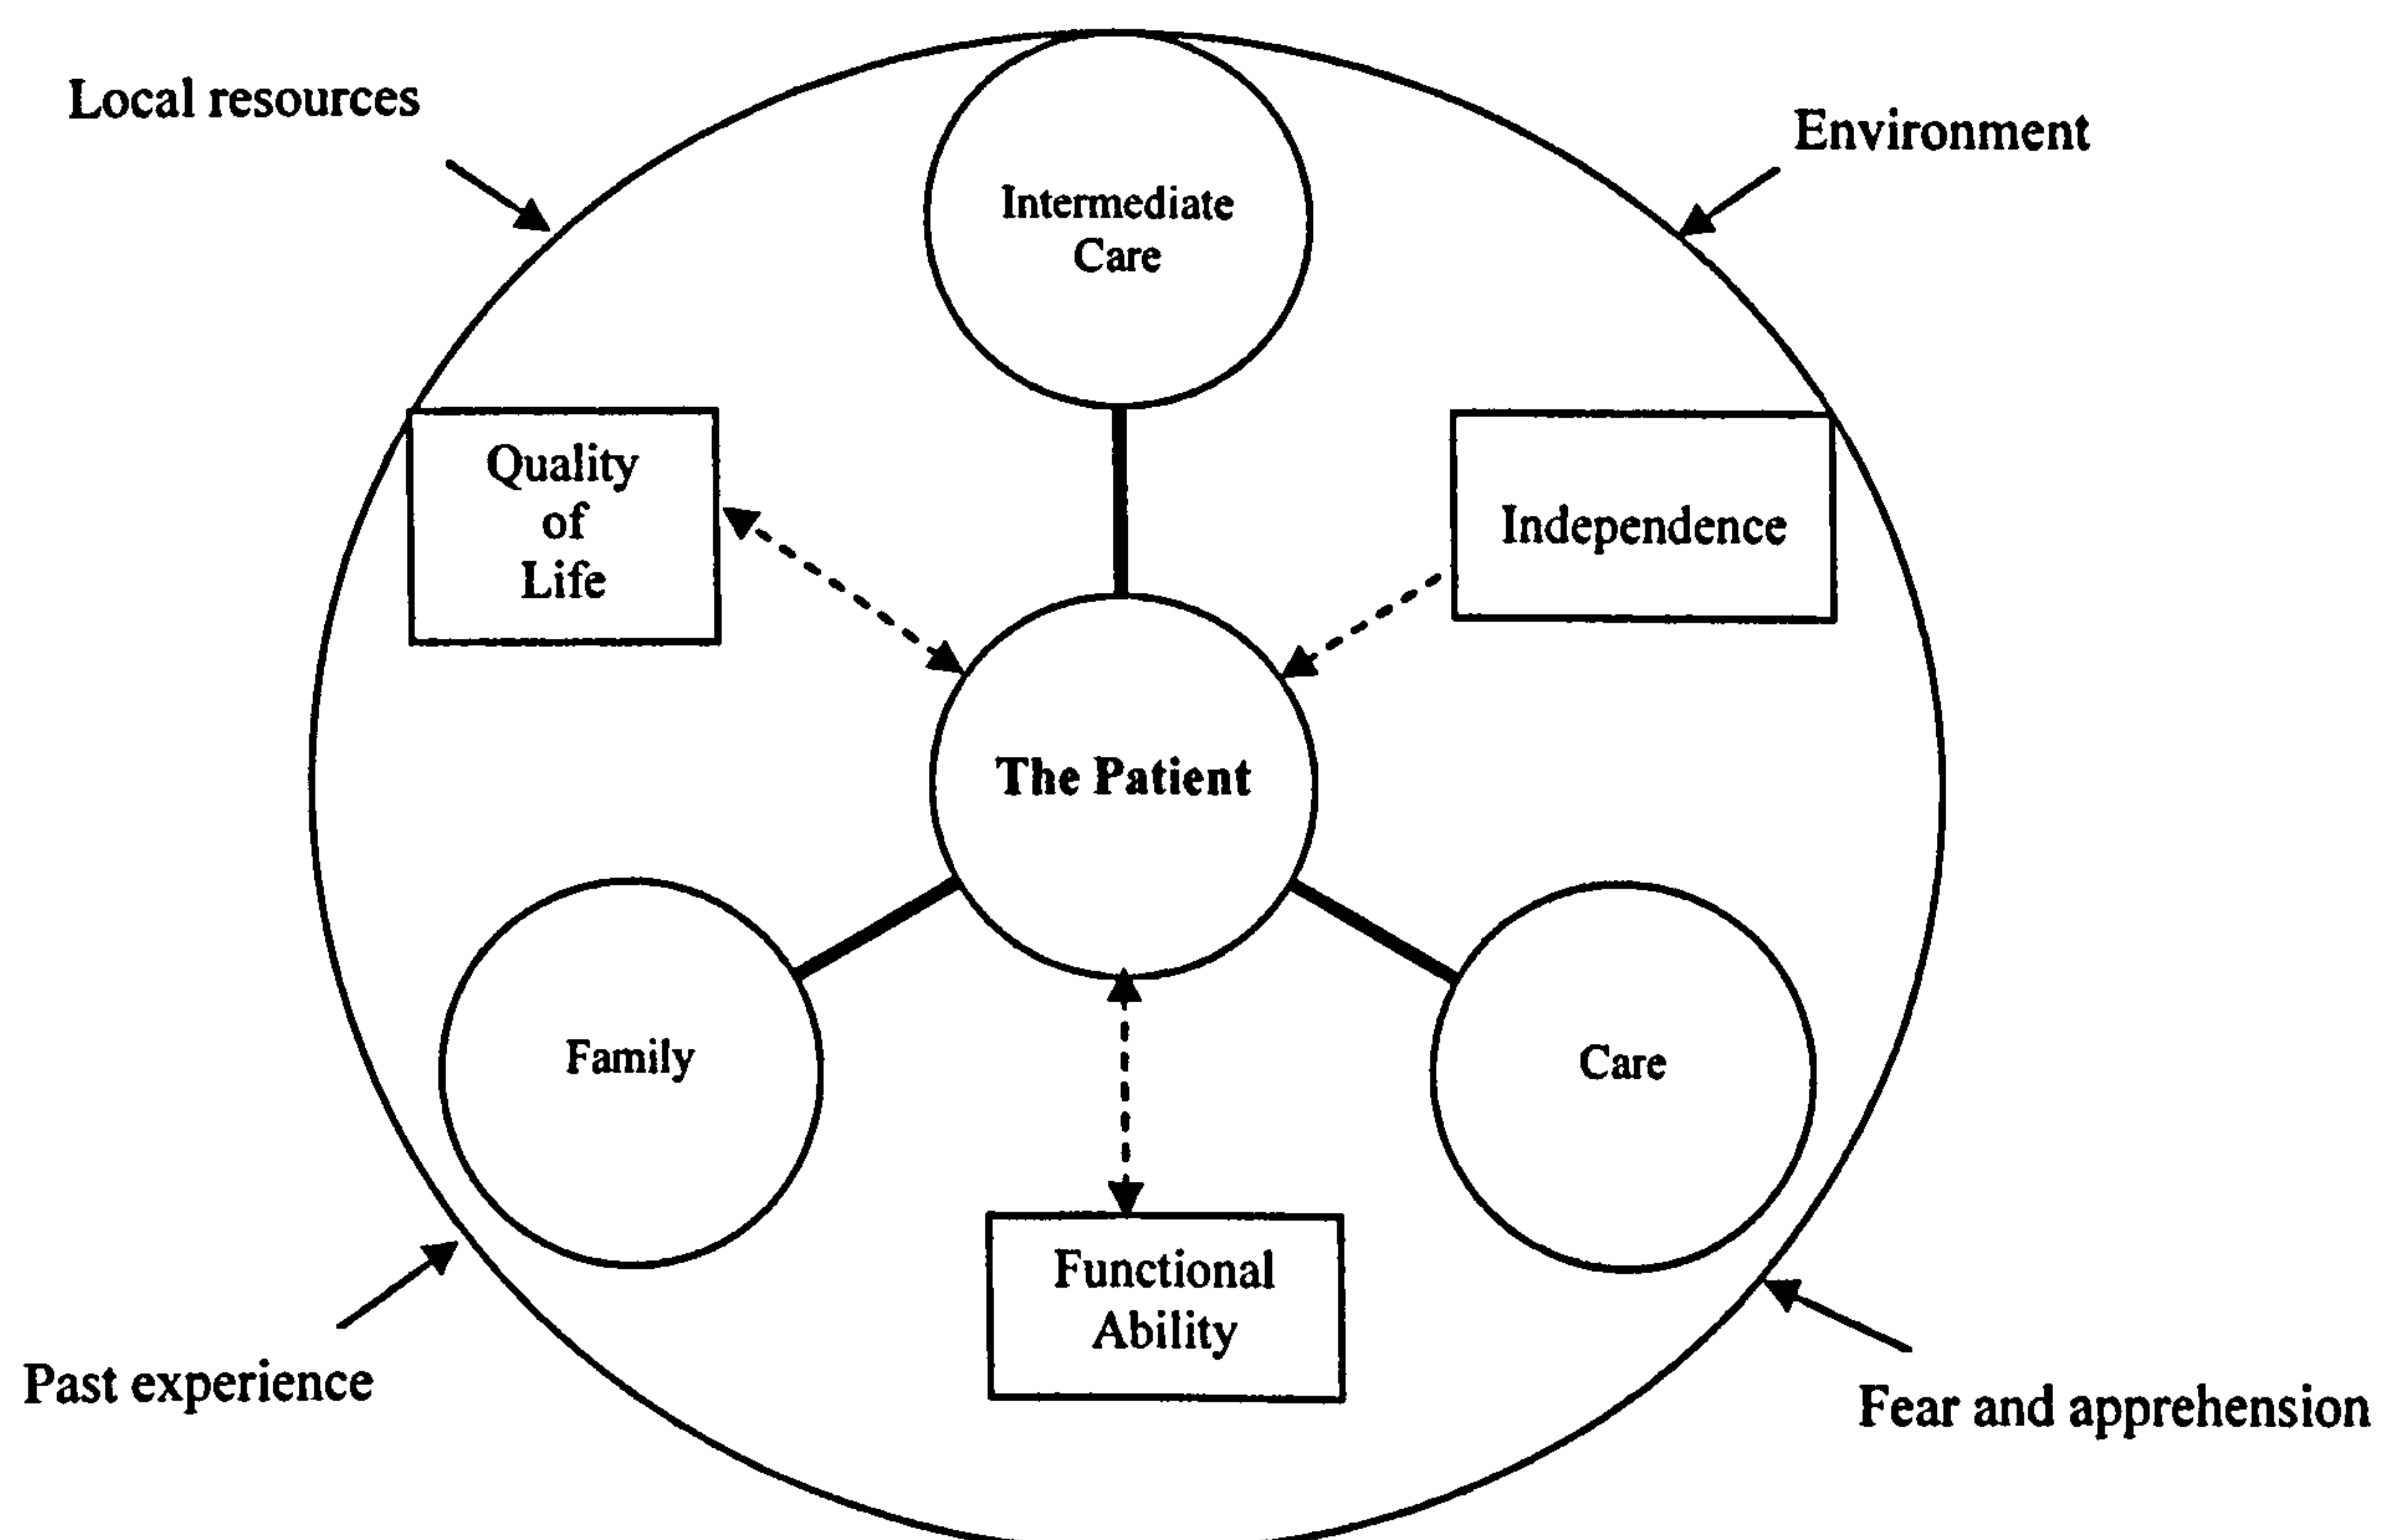 Local resources
Environment
Intermediate
Care
Quality
of
Life
Independence
The Patient
Family
Care
Functional
Ability
Past experience
Fear and apprehension